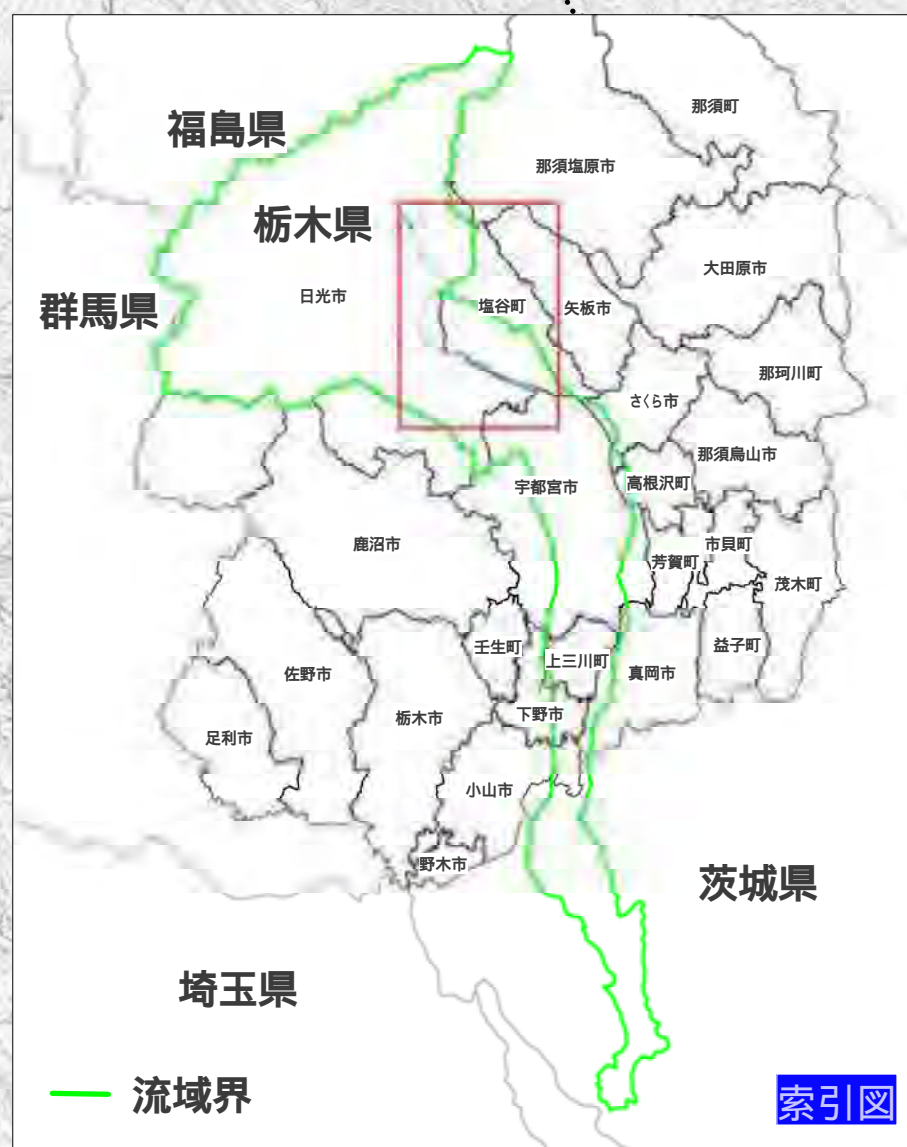 那須町
福島県
那須塩原市
栃木県
大田原市
日光市
塩谷町
矢板市
群馬県
那珂川町
さくら市
那須烏山市
高根沢町
宇都宮市
鹿沼市
市貝町
芳賀町
茂木町
壬生町
上三川町
益子町
佐野市
真岡市
栃木市
下野市
足利市
小山市
野木市
茨城県
埼玉県
流域界
索引図